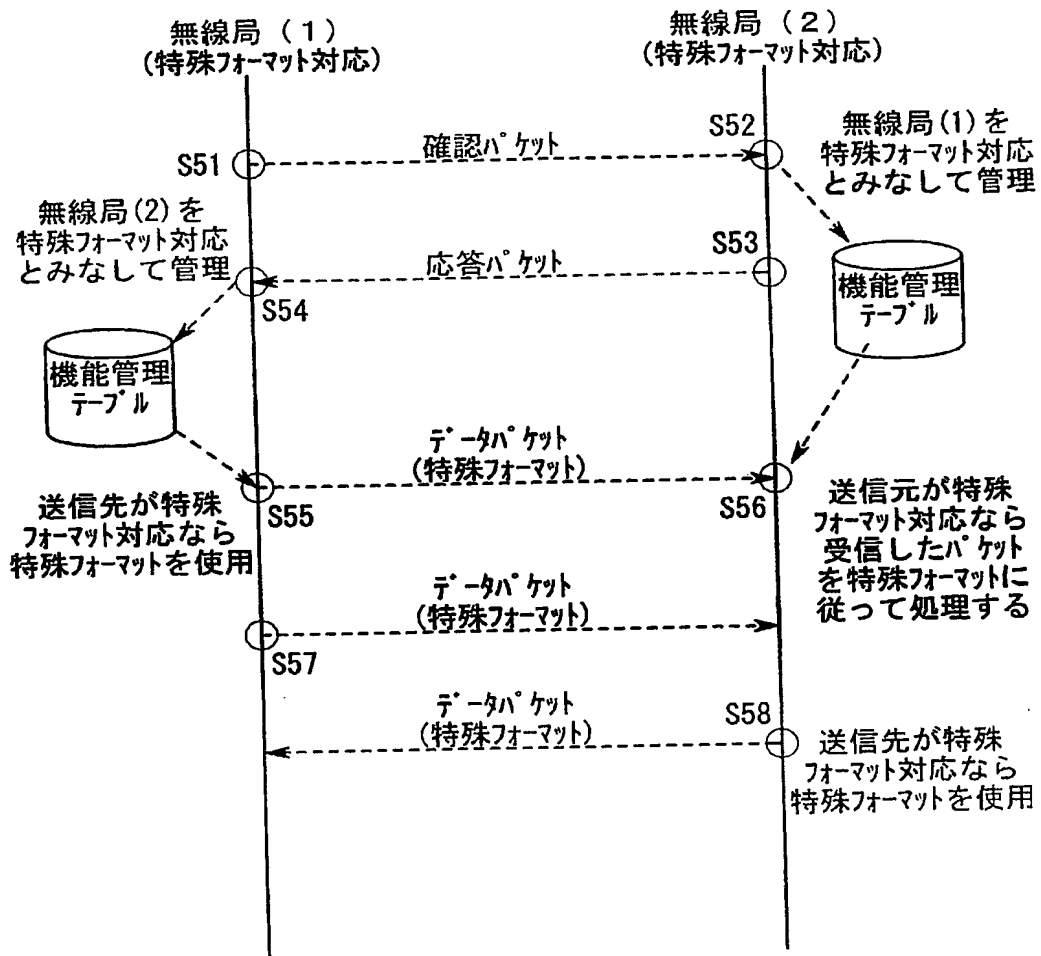 無線局（１）
(特殊フォーマット対応)
無線局（２）
(特殊フォーマット対応)
S51
確認パケット
S52
無線局(1)を
特殊フォーマット対応
とみなして管理
無線局(2)を
特殊フォーマット対応
とみなして管理
応答パケット
S53
S54
機能管理
テーブル
機能管理
テーブル
データパケット
(特殊フォーマット)
S55
S56
送信先が特殊
フォーマット対応なら
特殊フォーマットを使用
送信元が特殊
フォーマット対応なら
受信したパケット
を特殊フォーマットに
従って処理する
データパケット
(特殊フォーマット)
S57
データパケット
(特殊フォーマット)
S58
送信先が特殊
フォーマット対応なら
特殊フォーマットを使用